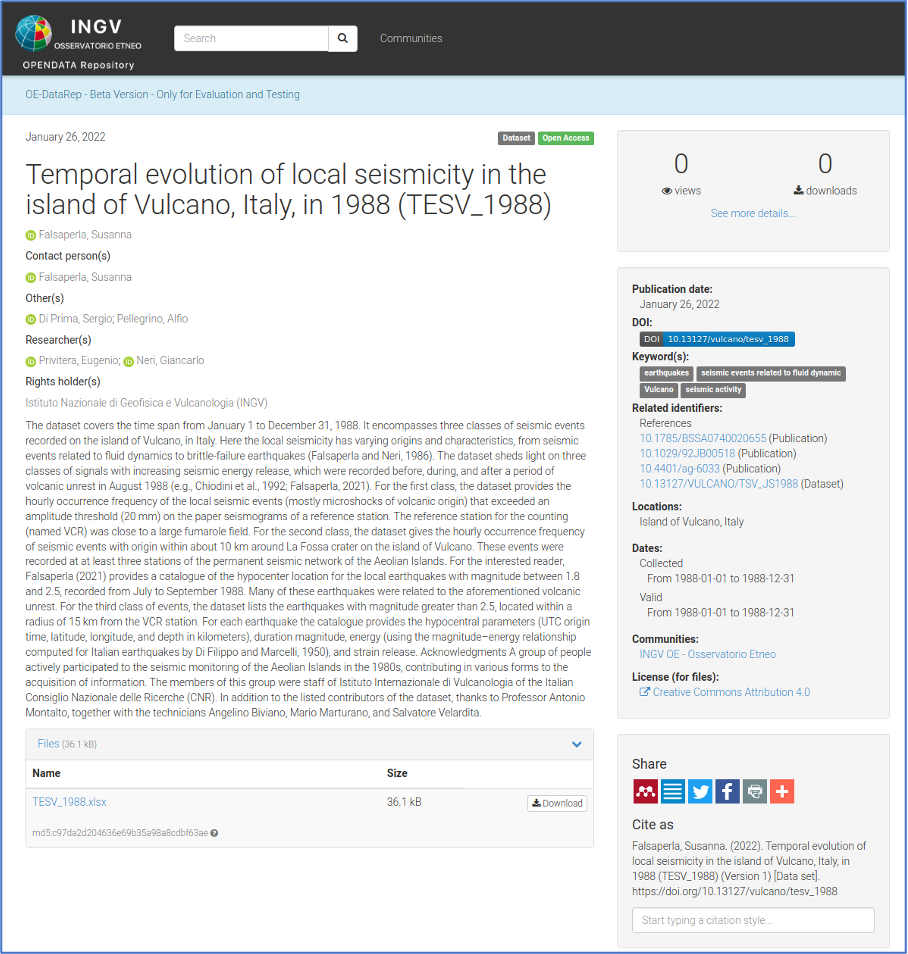 INGV
OSSERVATORIO ETNEO
OPENDATA Repository
Search
Communities
OE-DataRep - Beta Version - Only for Evaluation and Testing
January 26, 2022
Dataset
Open Access
Temporal evolution of local seismicity in the
island of Vulcano, Italy, in 1988 (TESV_1988)
iD Falsaperla, Susanna
Contact person(s)
iD Falsaperla, Susanna
Other(s)
iD Di Prima, Sergio; Pellegrino, Alfio
Researcher(s)
iD Privitera, Eugenio; iD Neri, Giancarlo
Rights holder(s)
Istituto Nazionale di Geofisica e Vulcanologia (INGV)
The dataset covers the time span from January 1 to December 31, 1988. It encompasses three classes of seismic events
recorded on the island of Vulcano, in Italy. Here the local seismicity has varying origins and characteristics, from seismic
events related to fluid dynamics to brittle-failure earthquakes (Falsaperla and Neri, 1986). The dataset sheds light on three
classes of signals with increasing seismic energy release, which were recorded before, during, and after a period of
volcanic unrest in August 1988 (e.g., Chiodini et al., 1992; Falsaperla, 2021). For the first class, the dataset provides the
hourly occurrence frequency of the local seismic events (mostly microshocks of volcanic origin) that exceeded an
amplitude threshold (20 mm) on the paper seismograms of a reference station. The reference station for the counting
(named VCR) was close to a large fumarole field. For the second class, the dataset gives the hourly occurrence frequency
of seismic events with origin within about 10 km around La Fossa crater on the island of Vulcano. These events were
recorded at at least three stations of the permanent seismic network of the Aeolian Islands. For the interested reader,
Falsaperla (2021) provides a catalogue of the hypocenter location for the local earthquakes with magnitude between 1.8
and 2.5, recorded from July to September 1988. Many of these earthquakes were related to the aforementioned volcanic
unrest. For the third class of events, the dataset lists the earthquakes with magnitude greater than 2.5, located within a
radius of 15 km from the VCR station. For each earthquake the catalogue provides the hypocentral parameters (UTC origin
time, latitude, longitude, and depth in kilometers), duration magnitude, energy (using the magnitude–energy relationship
computed for Italian earthquakes by Di Filippo and Marcelli, 1950), and strain release. Acknowledgments A group of people
actively participated to the seismic monitoring of the Aeolian Islands in the 1980s, contributing in various forms to the
acquisition of information. The members of this group were staff of Istituto Internazionale di Vulcanologia of the Italian
Consiglio Nazionale delle Ricerche (CNR). In addition to the listed contributors of the dataset, thanks to Professor Antonio
Montalto, together with the technicians Angelino Biviano, Mario Marturano, and Salvatore Velardita.
Files (36.1 kB)
Name Size
TESV_1988.xlsx 36.1 kB Download
md5:c97da2d204636e69b35a98a8cdbf63ae ?
0 0
views downloads
See more details...
Publication date:
January 26, 2022
DOI:
DOI 10.13127/vulcano/tesv_1988
Keyword(s):
earthquakes seismic events related to fluid dynamic
Vulcano seismic activity
Related identifiers:
References
10.1785/BSSA0740020655 (Publication)
10.1029/92JB00518 (Publication)
10.4401/ag-6033 (Publication)
10.13127/VULCANO/TSV_JS1988 (Dataset)
Locations:
Island of Vulcano, Italy
Dates:
Collected
From 1988-01-01 to 1988-12-31
Valid
From 1988-01-01 to 1988-12-31
Communities:
INGV OE - Osservatorio Etneo
License (for files):
Creative Commons Attribution 4.0
Share
Cite as
Falsaperla, Susanna. (2022). Temporal evolution of
local seismicity in the island of Vulcano, Italy, in
1988 (TESV_1988) (Version 1) [Data set].
https://doi.org/10.13127/vulcano/tesv_1988
Start typing a citation style...